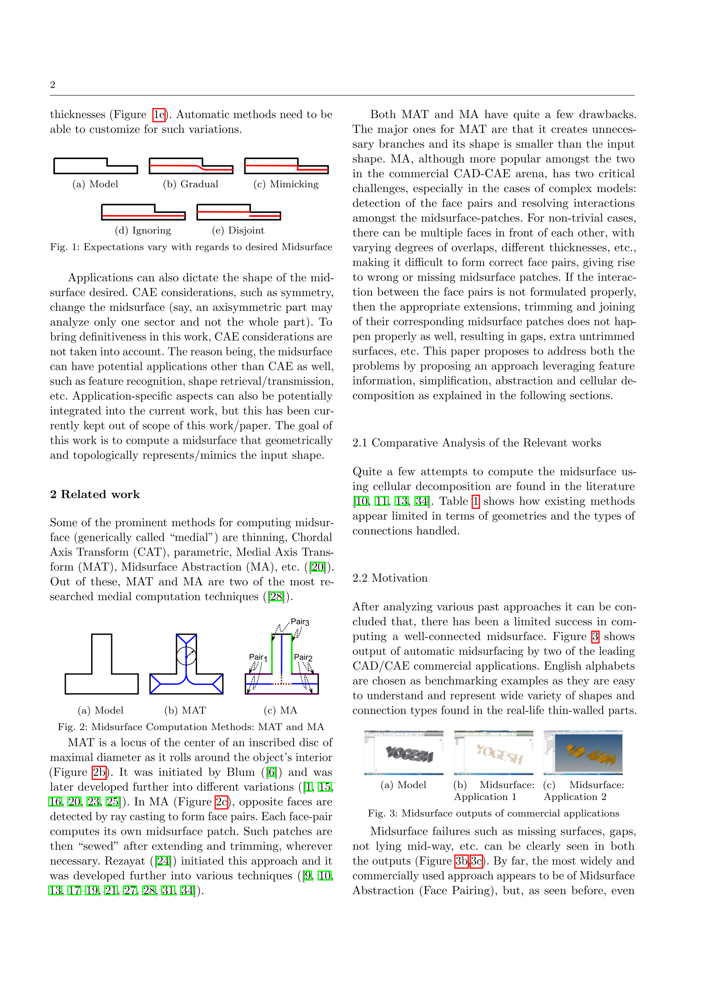 2
thicknesses (Figure 1e). Automatic methods need to be
able to customize for such variations.
(a) Model
(b) Gradual
(c) Mimicking
(d) Ignoring
(e) Disjoint
Fig. 1: Expectations vary with regards to desired Midsurface
Applications can also dictate the shape of the mid-
surface desired. CAE considerations, such as symmetry,
change the midsurface (say, an axisymmetric part may
analyze only one sector and not the whole part). To
bring definitiveness in this work, CAE considerations are
not taken into account. The reason being, the midsurface
can have potential applications other than CAE as well,
such as feature recognition, shape retrieval/transmission,
etc. Application-specific aspects can also be potentially
integrated into the current work, but this has been cur-
rently kept out of scope of this work/paper. The goal of
this work is to compute a midsurface that geometrically
and topologically represents/mimics the input shape.
2 Related work
Some of the prominent methods for computing midsur-
face (generically called “medial”) are thinning, Chordal
Axis Transform (CAT), parametric, Medial Axis Trans-
form (MAT), Midsurface Abstraction (MA), etc. ([20]).
Out of these, MAT and MA are two of the most re-
searched medial computation techniques ([28]).
Pair3
Pair1
Pair2
(a) Model
(b) MAT
(c) MA
Fig. 2: Midsurface Computation Methods: MAT and MA
MAT is a locus of the center of an inscribed disc of
maximal diameter as it rolls around the object’s interior
(Figure 2b). It was initiated by Blum ([6]) and was
later developed further into different variations ([1, 15,
16, 20, 23, 25]). In MA (Figure 2c), opposite faces are
detected by ray casting to form face pairs. Each face-pair
computes its own midsurface patch. Such patches are
then “sewed” after extending and trimming, wherever
necessary. Rezayat ([24]) initiated this approach and it
was developed further into various techniques ([9, 10,
13, 17–19, 21, 27, 28, 31, 34]).
Both MAT and MA have quite a few drawbacks.
The major ones for MAT are that it creates unneces-
sary branches and its shape is smaller than the input
shape. MA, although more popular amongst the two
in the commercial CAD-CAE arena, has two critical
challenges, especially in the cases of complex models:
detection of the face pairs and resolving interactions
amongst the midsurface-patches. For non-trivial cases,
there can be multiple faces in front of each other, with
varying degrees of overlaps, different thicknesses, etc.,
making it difficult to form correct face pairs, giving rise
to wrong or missing midsurface patches. If the interac-
tion between the face pairs is not formulated properly,
then the appropriate extensions, trimming and joining
of their corresponding midsurface patches does not hap-
pen properly as well, resulting in gaps, extra untrimmed
surfaces, etc. This paper proposes to address both the
problems by proposing an approach leveraging feature
information, simplification, abstraction and cellular de-
composition as explained in the following sections.
2.1 Comparative Analysis of the Relevant works
Quite a few attempts to compute the midsurface us-
ing cellular decomposition are found in the literature
[10, 11, 13, 34]. Table 1 shows how existing methods
appear limited in terms of geometries and the types of
connections handled.
2.2 Motivation
After analyzing various past approaches it can be con-
cluded that, there has been a limited success in com-
puting a well-connected midsurface. Figure 3 shows
output of automatic midsurfacing by two of the leading
CAD/CAE commercial applications. English alphabets
are chosen as benchmarking examples as they are easy
to understand and represent wide variety of shapes and
connection types found in the real-life thin-walled parts.
YOGESH
YOGESH
(a) Model
(b) Midsurface:
Application 1
(c) Midsurface:
Application 2
Fig. 3: Midsurface outputs of commercial applications
Midsurface failures such as missing surfaces, gaps,
not lying mid-way, etc. can be clearly seen in both
the outputs (Figure 3b,3c). By far, the most widely and
commercially used approach appears to be of Midsurface
Abstraction (Face Pairing), but, as seen before, even